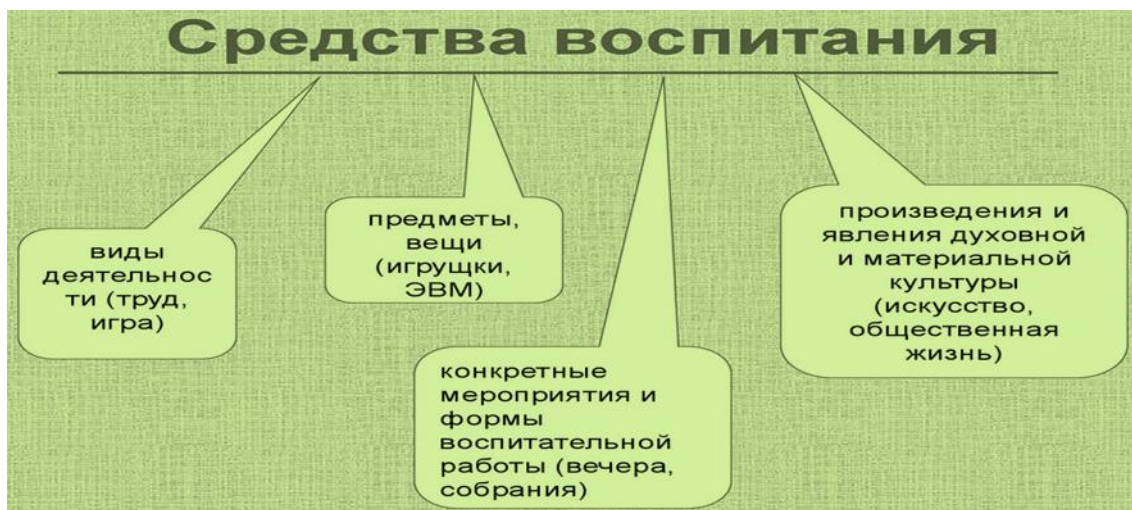 Средства воспитания
виды
деятельнос
ти (труд,
игра)
предметы,
вещи
(игрущки,
ЭВМ)
конкретные
мероприятия и
формы
воспитательной
работы (вечера,
собрания)
произведения и
явления духовной
и материальной
культуры
(искусство,
общественная
жизнь)